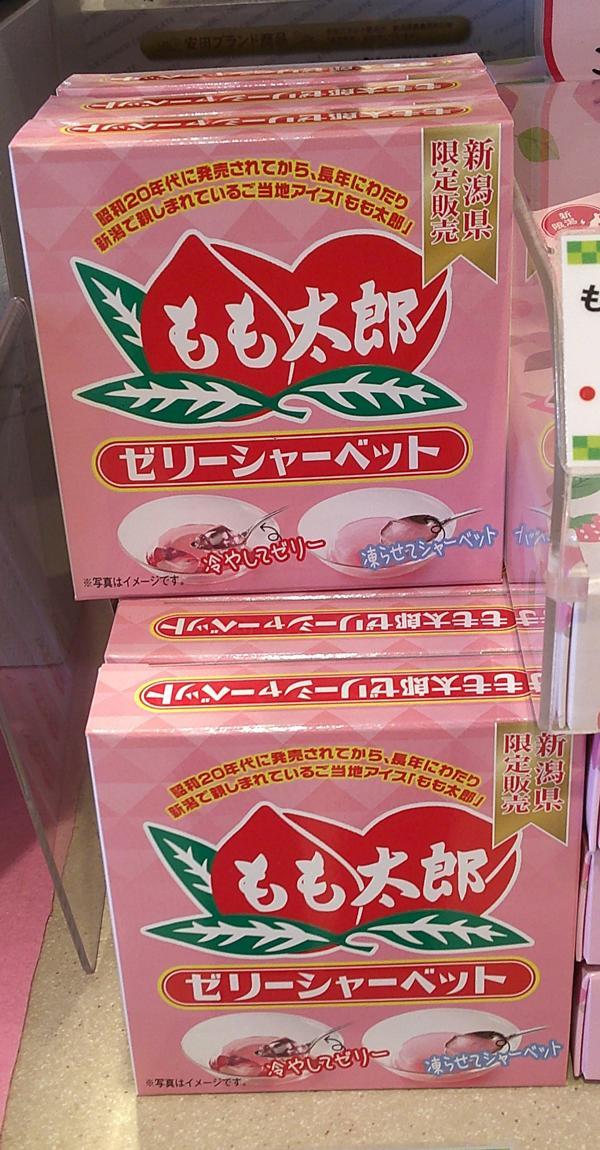 安田ブランド商品
昭和20年代に発売されてから、長年にわたり
新潟で親しまれているご当地アイス「もも太郎」
新潟県
限定販売
もも太郎
ゼリーシャーベット
冷やしてゼリー
凍らせてシャーベット
※写真はイメージです。
も
もも太郎ゼリーシャーベット
もも太郎ゼリーシャーベット
昭和20年代に発売されてから、長年にわたり
新潟で親しまれているご当地アイス「もも太郎」
新潟県
限定販売
もも太郎
ゼリーシャーベット
冷やしてゼリー
凍らせてシャーベット
※写真はイメージです。